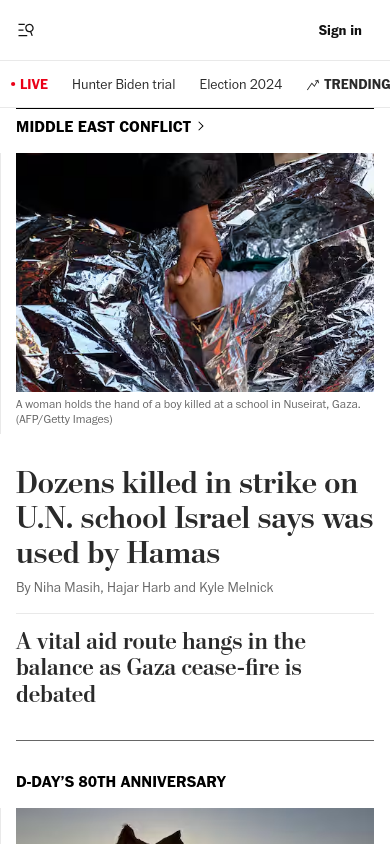 Sign in
• LIVE
Hunter Biden trial
Election 2024
TRENDING
MIDDLE EAST CONFLICT >
A woman holds the hand of a boy killed at a school in Nuseirat, Gaza.
(AFP/Getty Images)
Dozens killed in strike on
U.N. school Israel says was
used by Hamas
By Niha Masih, Hajar Harb and Kyle Melnick
A vital aid route hangs in the
balance as Gaza cease-fire is
debated
D-DAY’S 80TH ANNIVERSARY